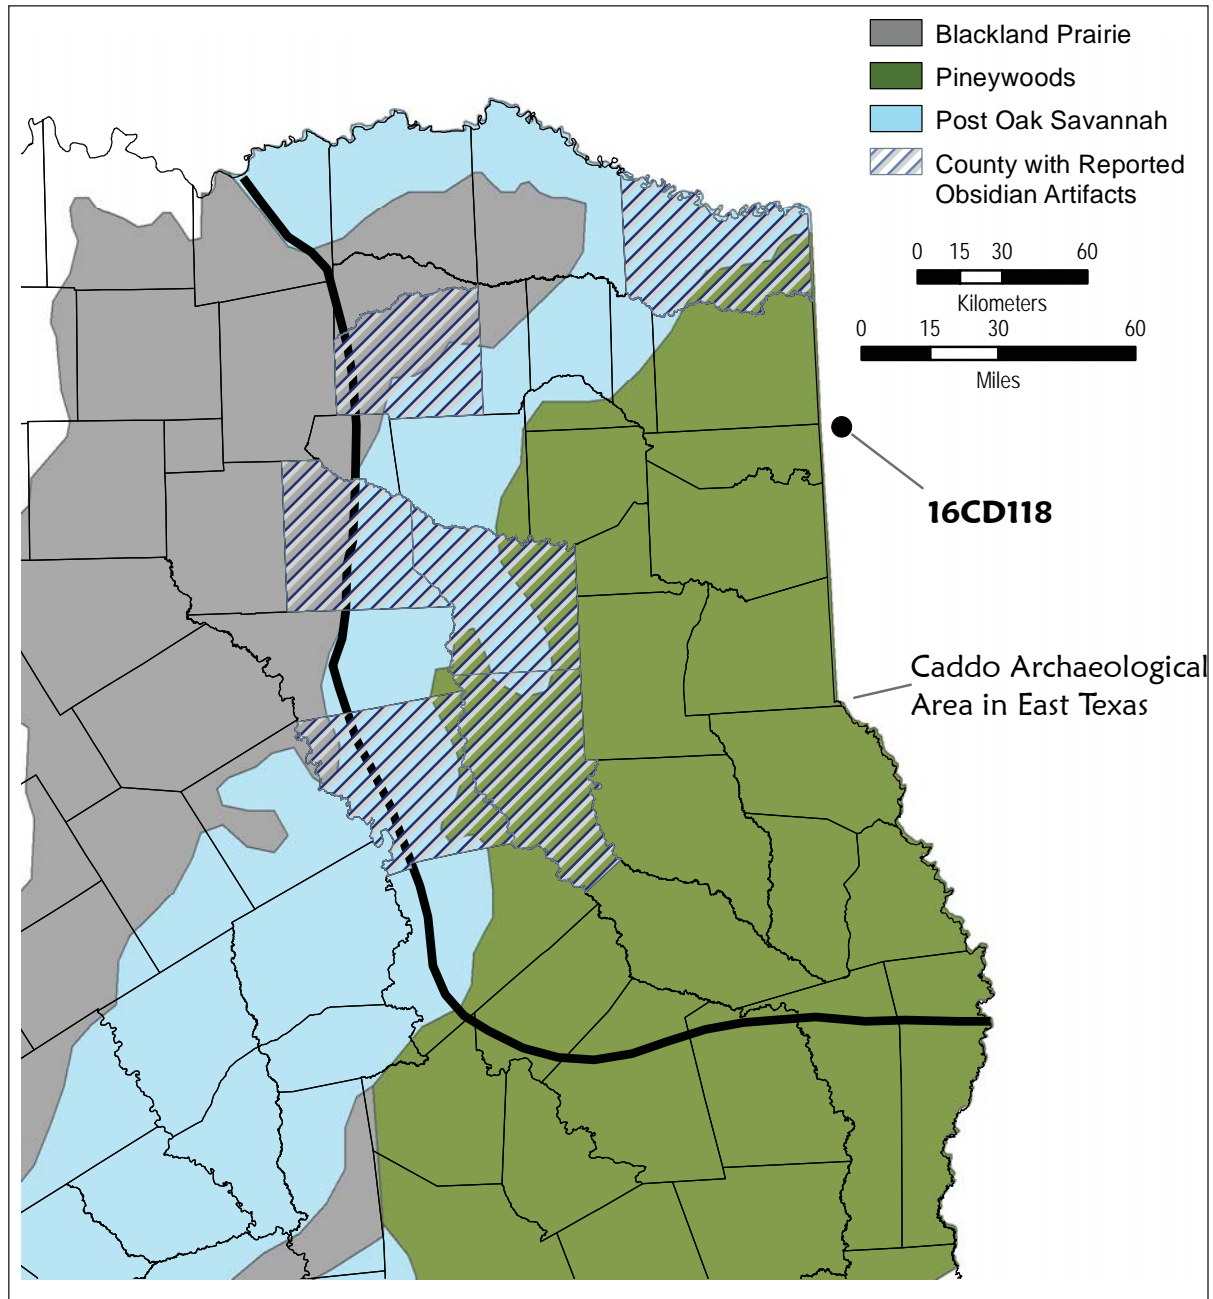 Blackland Prairie
Pineywoods
Post Oak Savannah
County with Reported
Obsidian Artifacts
0 15 30 60
Kilometers
0 15 30 60
Miles
16CD118
Caddo Archaeological
Area in East Texas